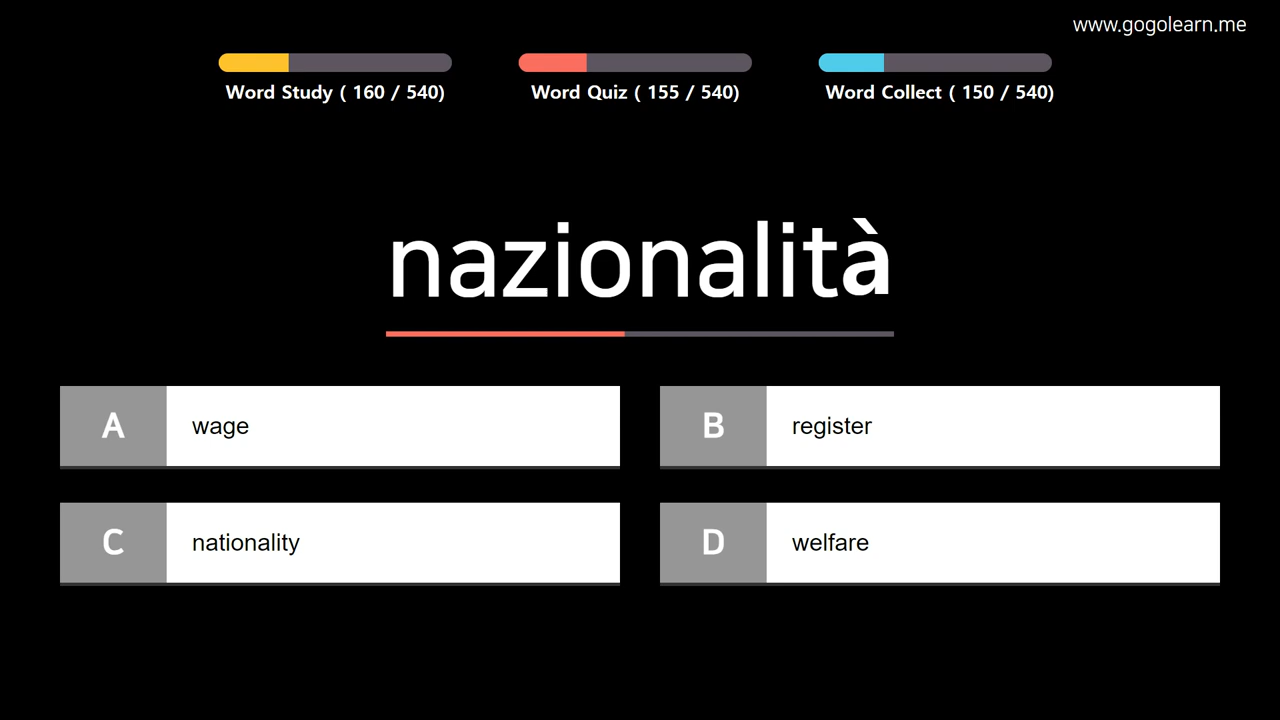 www.gogolearn.me
Word Study ( 160 / 540)
Word Quiz ( 155 / 540)
Word Collect ( 150 / 540)
nazionalità
A wage
B register
C nationality
D welfare